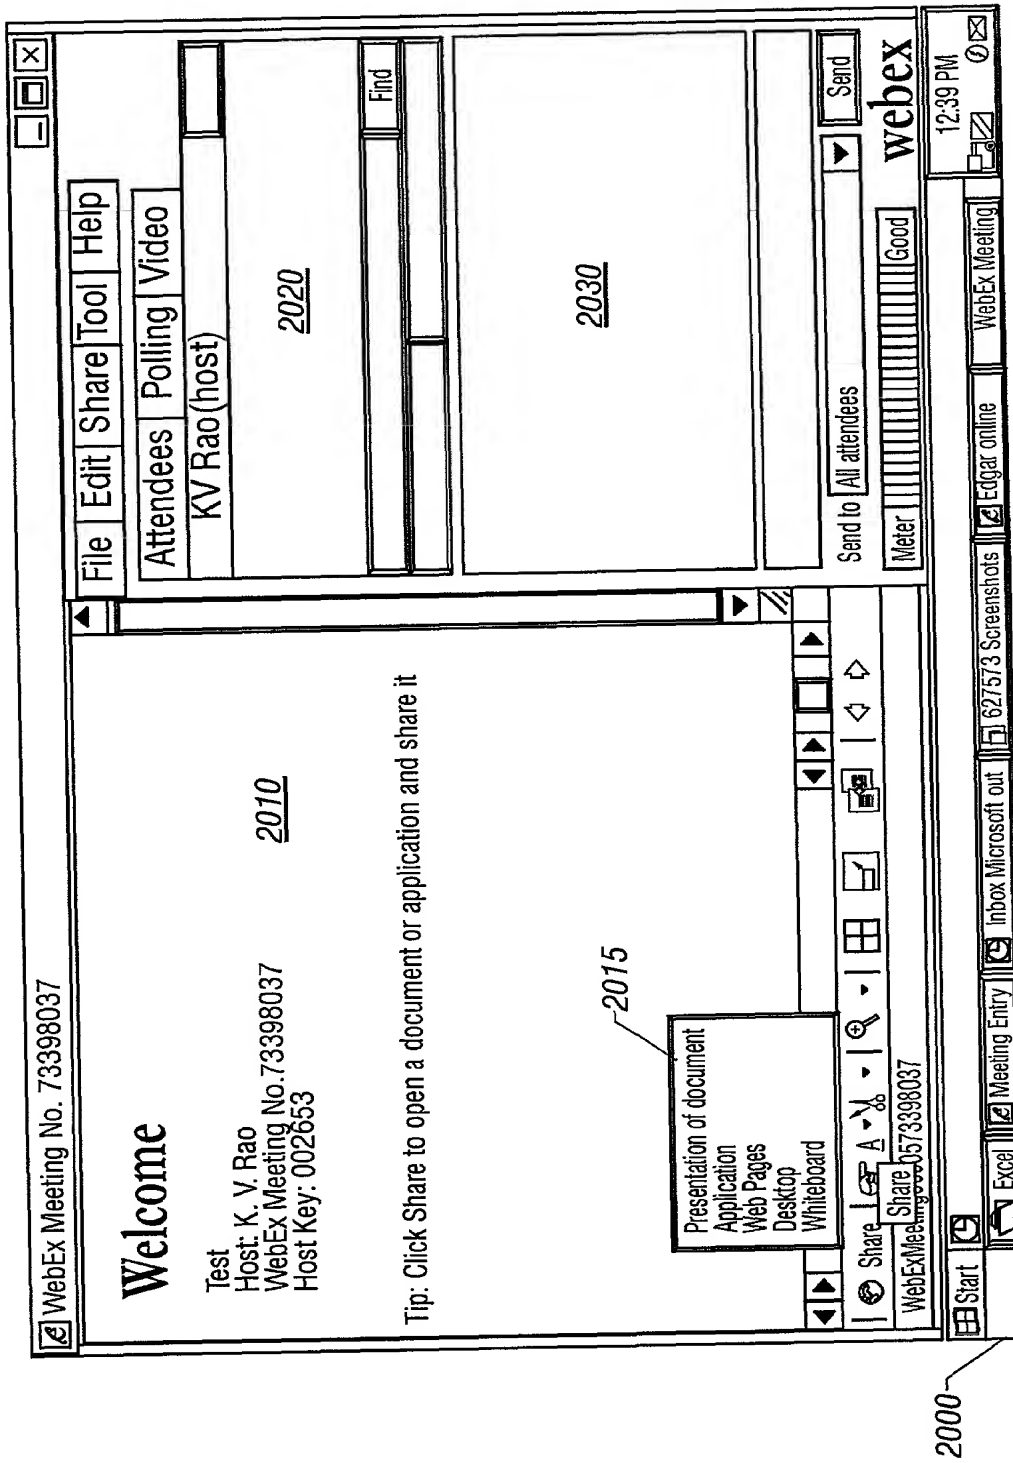 WebEx Meeting No. 73398037
Welcome
Test
Host: K. V. Rao
WebEx Meeting No.73398037
Host Key: 002653
2010
Tip: Click Share to open a document or application and share it
2015
Presentation of document
Application
Web Pages
Desktop
Whiteboard
Share
A
Share
File Edit Share Tool Help
Attendees Polling Video
KV Rao(host)
2020
Find
2030
Send to All attendees Send
Meter Good
webex
Start
12:39 PM
Excel Meeting Entry Inbox Microsoft out 627573 Screenshots Edgar online WebEx Meeting
2000